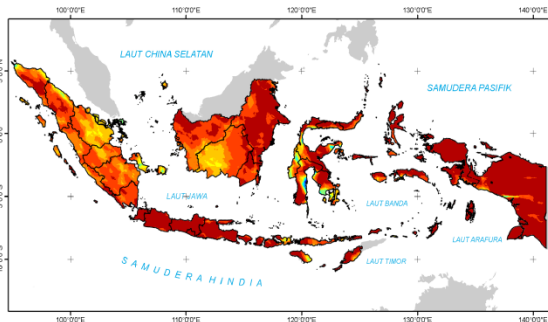 100°0'0"E 110°0'0"E 120°0'0"E 130°0'0"E 140°0'0"E
LAUT CHINA SELATAN
SAMUDERA PASIFIK
LAUT JAWA
LAUT BANDA
LAUT ARAFURA
LAUT TIMOR
SAMUDERA HINDIA
100°0'0"E 110°0'0"E 120°0'0"E 130°0'0"E 140°0'0"E